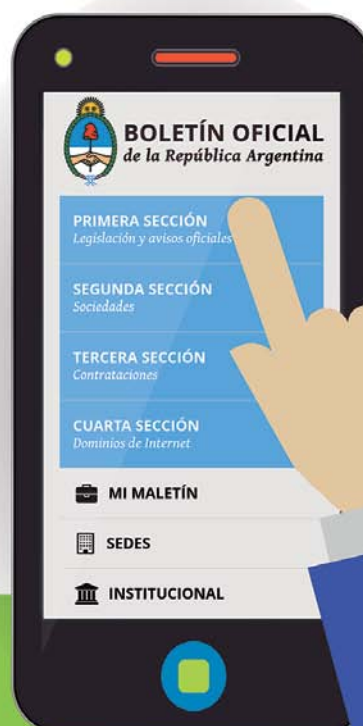 BOLETÍN OFICIAL
de la República Argentina
PRIMERA SECCIÓN
Legislación y avisos oficiales
SEGUNDA SECCIÓN
Sociedades
TERCERA SECCIÓN
Contrataciones
CUARTA SECCIÓN
Dominios de Internet
MI MALETÍN
SEDES
INSTITUCIONAL